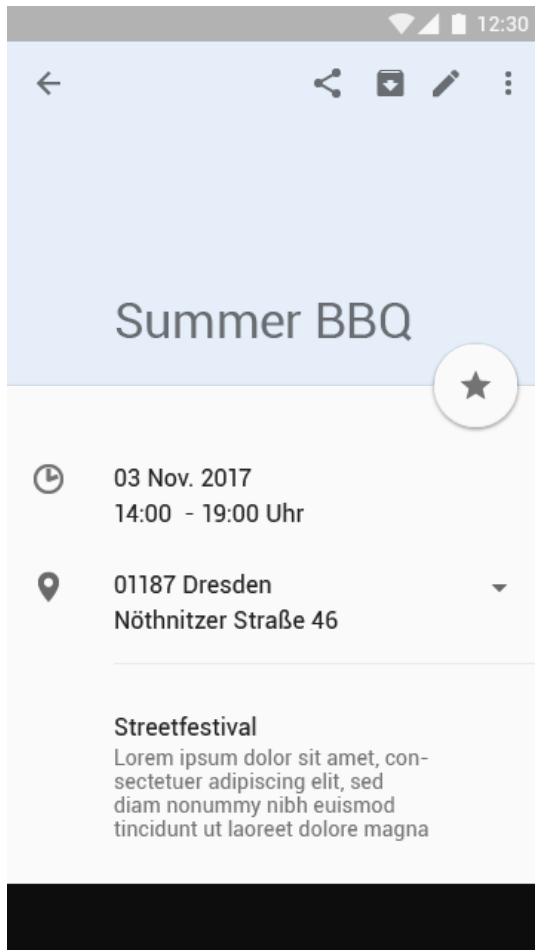 12:30
Summer BBQ
03 Nov. 2017
14:00  - 19:00 Uhr
01187 Dresden
Nöthnitzer Straße 46
Streetfestival
Lorem ipsum dolor sit amet, con-
sectetuer adipiscing elit, sed
diam nonummy nibh euismod
tincidunt ut laoreet dolore magna